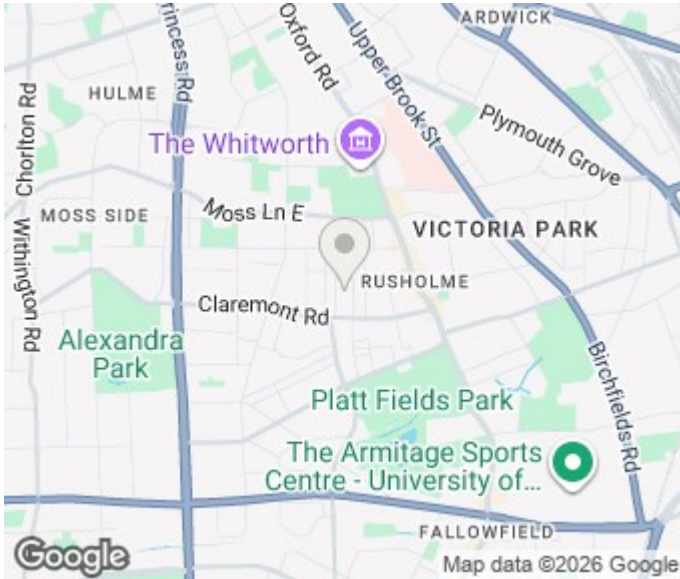 ARDWICK
Princess Rd
Oxford Rd
Upper Brook St
HULME
Chorlton Rd
Plymouth Grove
The Whitworth
Moss Ln E
MOSS SIDE
VICTORIA PARK
Withington Rd
RUSHOLME
Claremont Rd
Alexandra
Park
Birchfields Rd
Platt Fields Park
The Armitage Sports
Centre - University of...
FALLOWFIELD
Google
Map data ©2026 Google